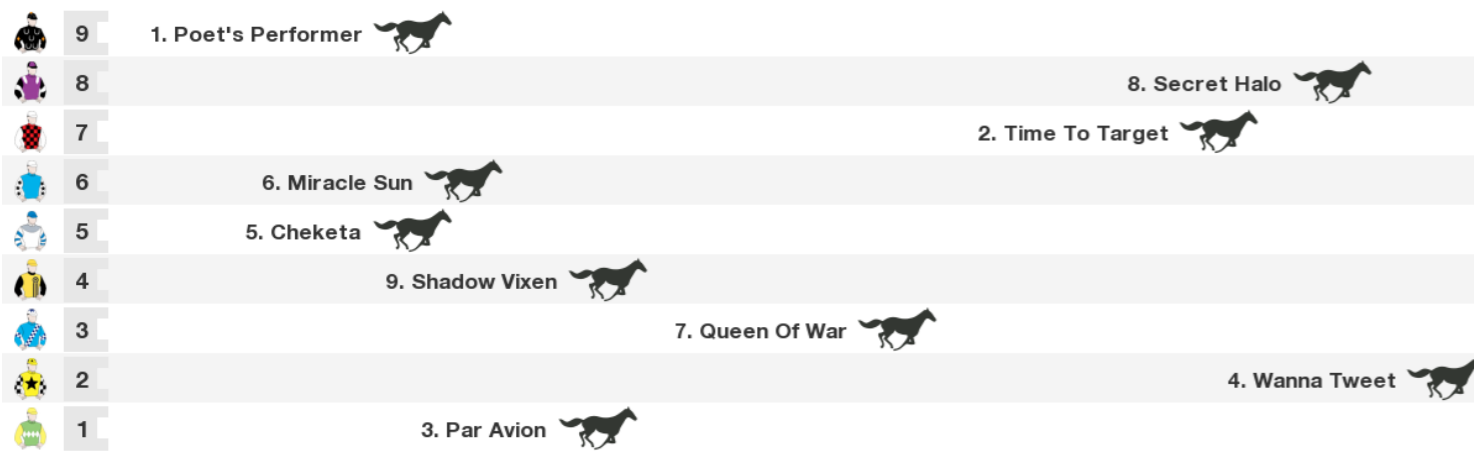 9 1. Poet's Performer
8 8. Secret Halo
7 2. Time To Target
6 6. Miracle Sun
5 5. Cheketa
4 9. Shadow Vixen
3 7. Queen Of War
2 4. Wanna Tweet
1 3. Par Avion